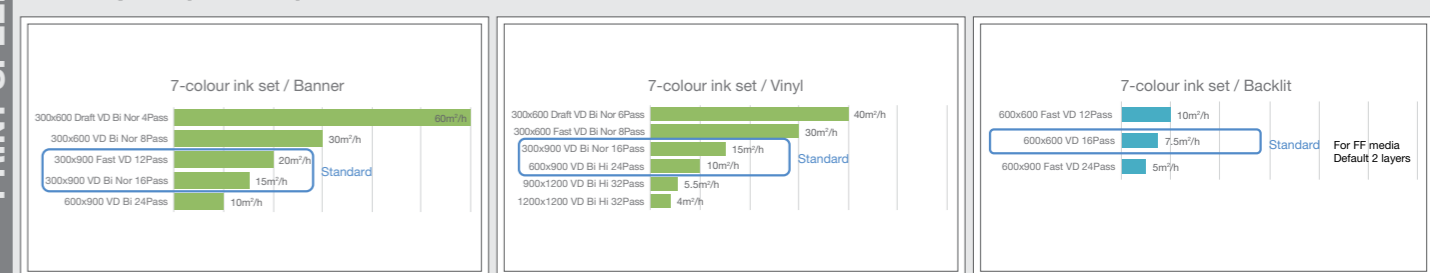 7-colour ink set / Banner
300x600 Draft VD Bi Nor 4Pass 60m²/h
300x600 VD Bi Nor 8Pass 30m²/h
300x900 Fast VD 12Pass 20m²/h
300x900 VD Bi Nor 16Pass 15m²/h
Standard
600x900 VD Bi 24Pass 10m²/h
7-colour ink set / Vinyl
300x600 Draft VD Bi Nor 6Pass 40m²/h
300x600 Fast VD Bi Nor 8Pass 30m²/h
300x900 VD Bi Nor 16Pass 15m²/h
600x900 VD Bi Hi 24Pass 10m²/h
Standard
900x1200 VD Bi Hi 32Pass 5.5m²/h
1200x1200 VD Bi Hi 32Pass 4m²/h
7-colour ink set / Backlit
600x600 Fast VD 12Pass 10m²/h
600x600 VD 16Pass 7.5m²/h
Standard
For FF media
Default 2 layers
600x900 Fast VD 24Pass 5m²/h